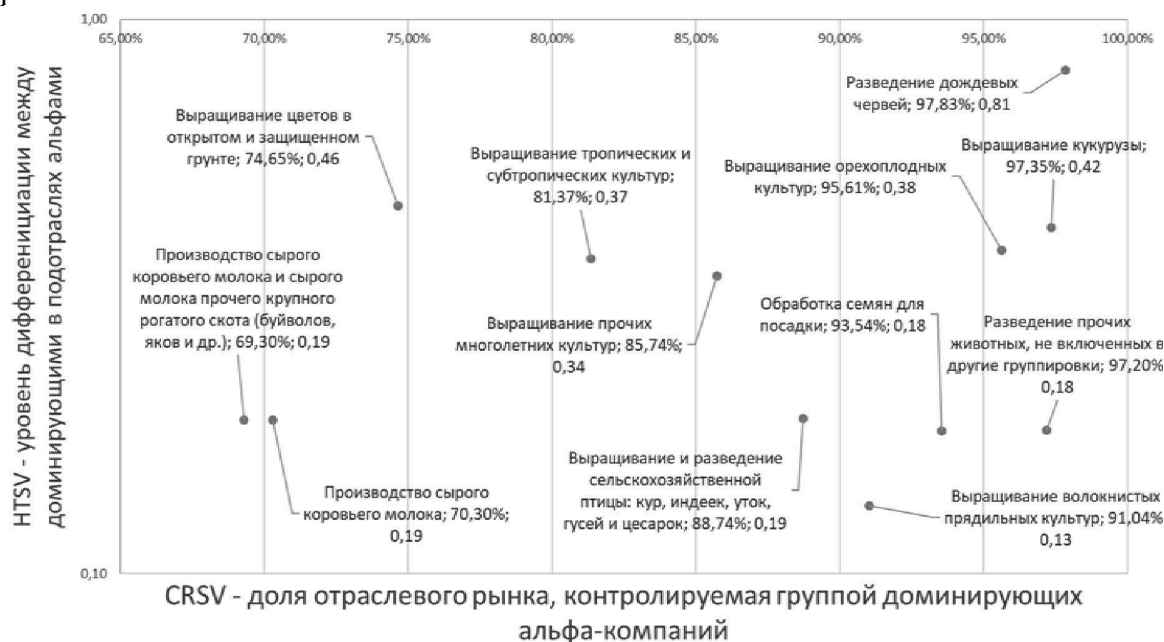 1,00
65,00% 70,00% 75,00% 80,00% 85,00% 90,00% 95,00% 100,00%
HTSV - уровень дифференициации между
доминирующими в подотраслях альфами
Разведение дождевых
червей; 97,83%; 0,81
Выращивание цветов в
открытом и защищенном
грунте; 74,65%; 0,46
Выращивание тропических и
субтропических культур;
81,37%; 0,37
Выращивание орехоплодных
культур; 95,61%; 0,38
Выращивание кукурузы;
97,35%; 0,42
Производство сырого
коровьего молока и сырого
молока прочего крупного
рогатого скота (буйволов,
яков и др.); 69,30%; 0,19
Выращивание прочих
многолетних культур; 85,74%;
0,34
Обработка семян для
посадки; 93,54%; 0,18
Разведение прочих
животных, не включенных в
другие группировки; 97,20%
0,18
Производство сырого
коровьего молока; 70,30%;
0,19
Выращивание и разведение
сельскохозяйственной
птицы: кур, индеек, уток,
гусей и цесарок; 88,74%; 0,19
Выращивание волокнистых
прядильных культур; 91,04%
0,13
0,10
CRSV - доля отраслевого рынка, контролируемая группой доминирующих
альфа-компаний